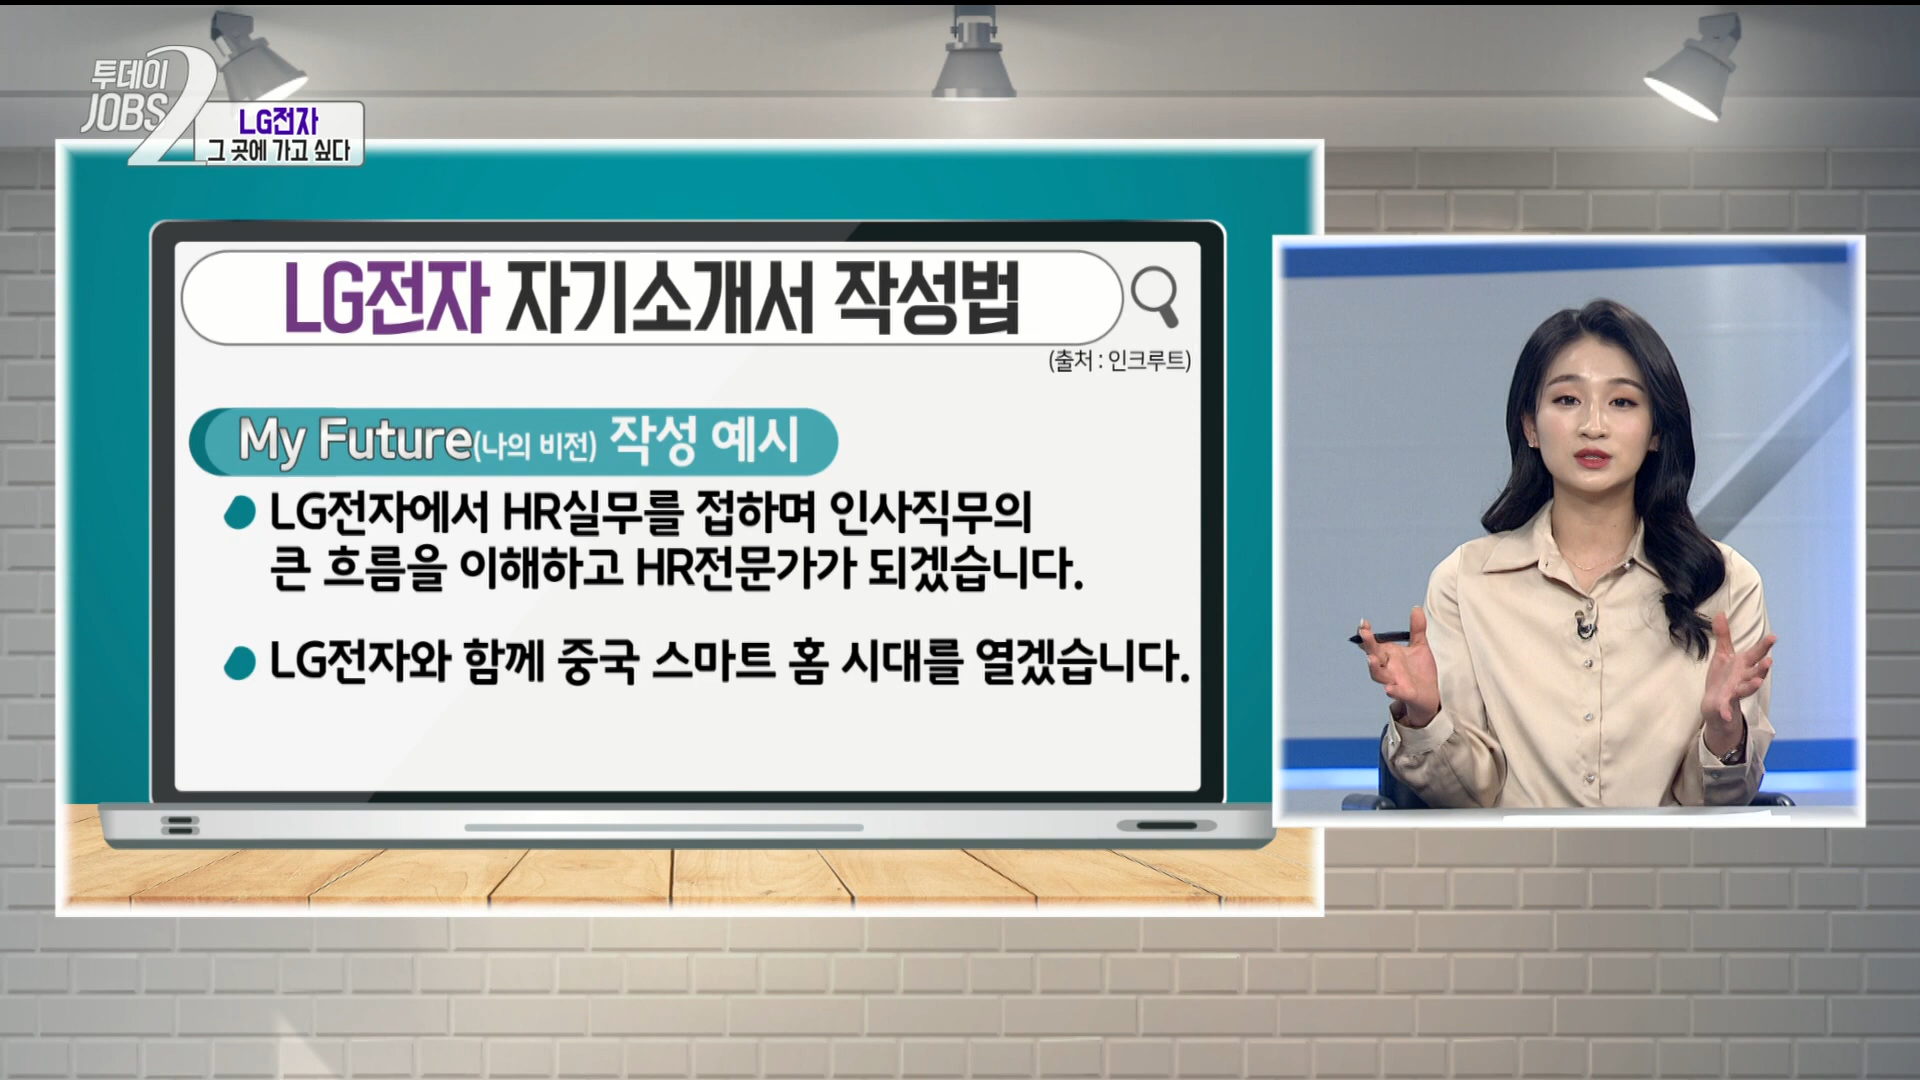 투데이
JOBS 2
LG전자
그 곳에 가고 싶다
LG전자 자기소개서 작성법
(출처 : 인크루트)
My Future(나의 비전) 작성 예시
LG전자에서 HR실무를 접하며 인사직무의
큰 흐름을 이해하고 HR전문가가 되겠습니다.
LG전자와 함께 중국 스마트 홈 시대를 열겠습니다.